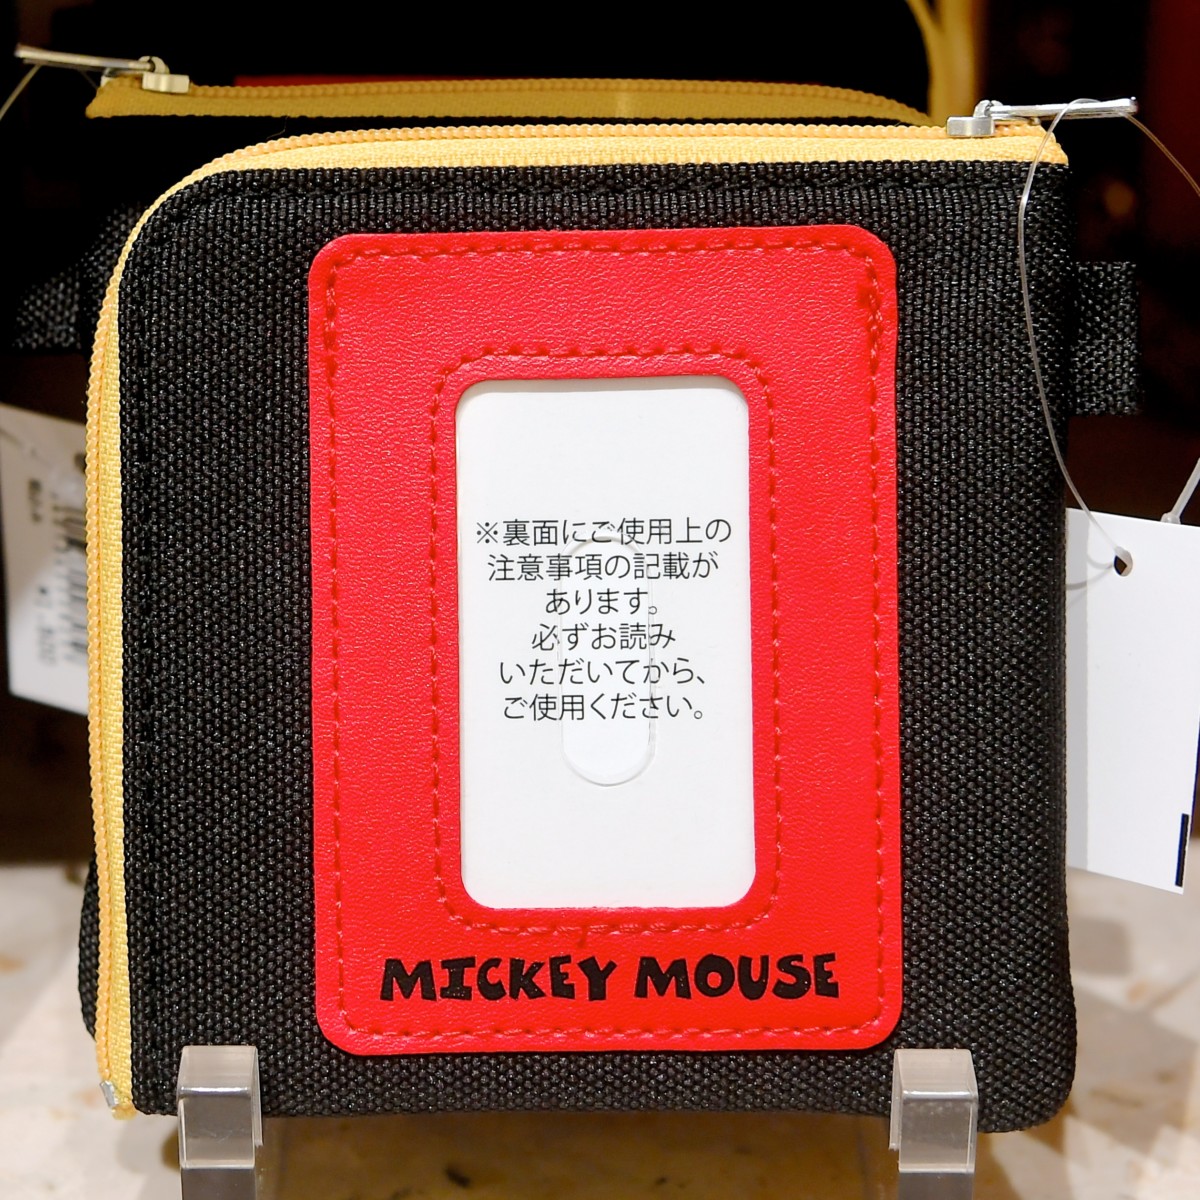 ※裏面にご使用上の
注意事項の記載が
あります。
必ずお読み
いただいてから、
ご使用ください。
MICKEY MOUSE